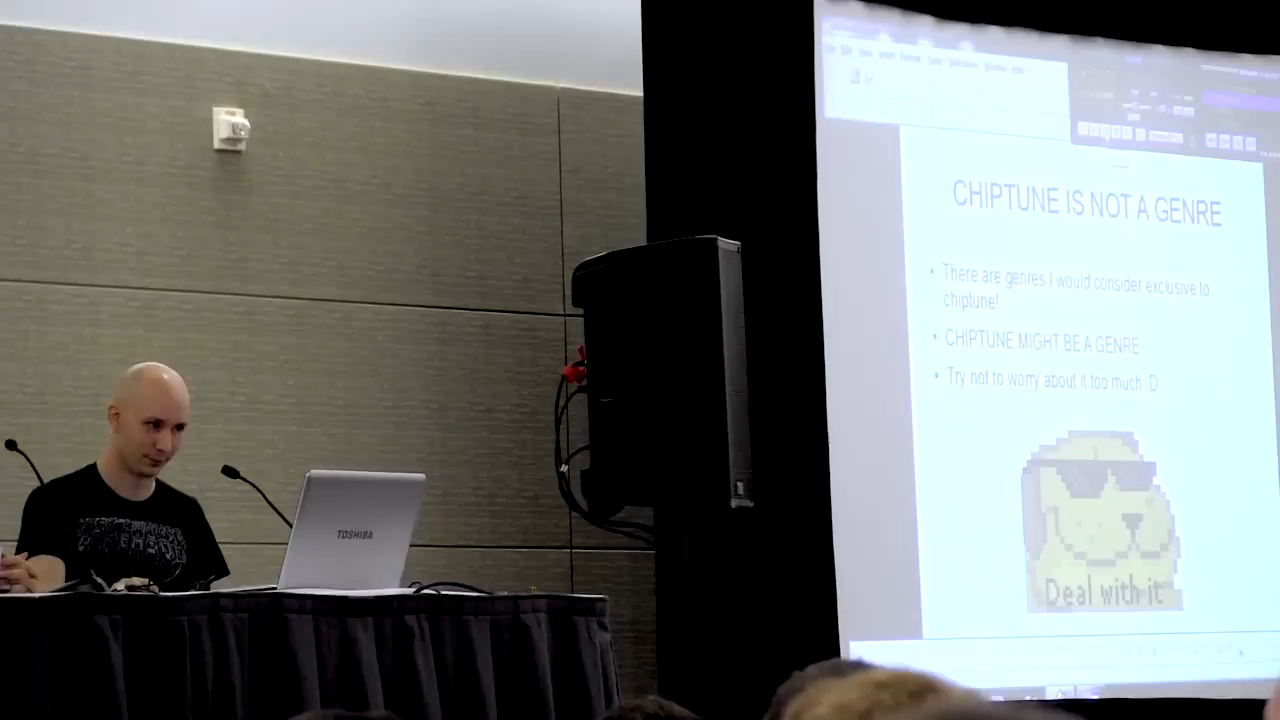 CHIPTUNE IS NOT A GENRE
• There are genres I would consider exclusive to
chiptune!
• CHIPTUNE MIGHT BE A GENRE
• Try not to worry about it too much :D
Deal with it
TOSHIBA